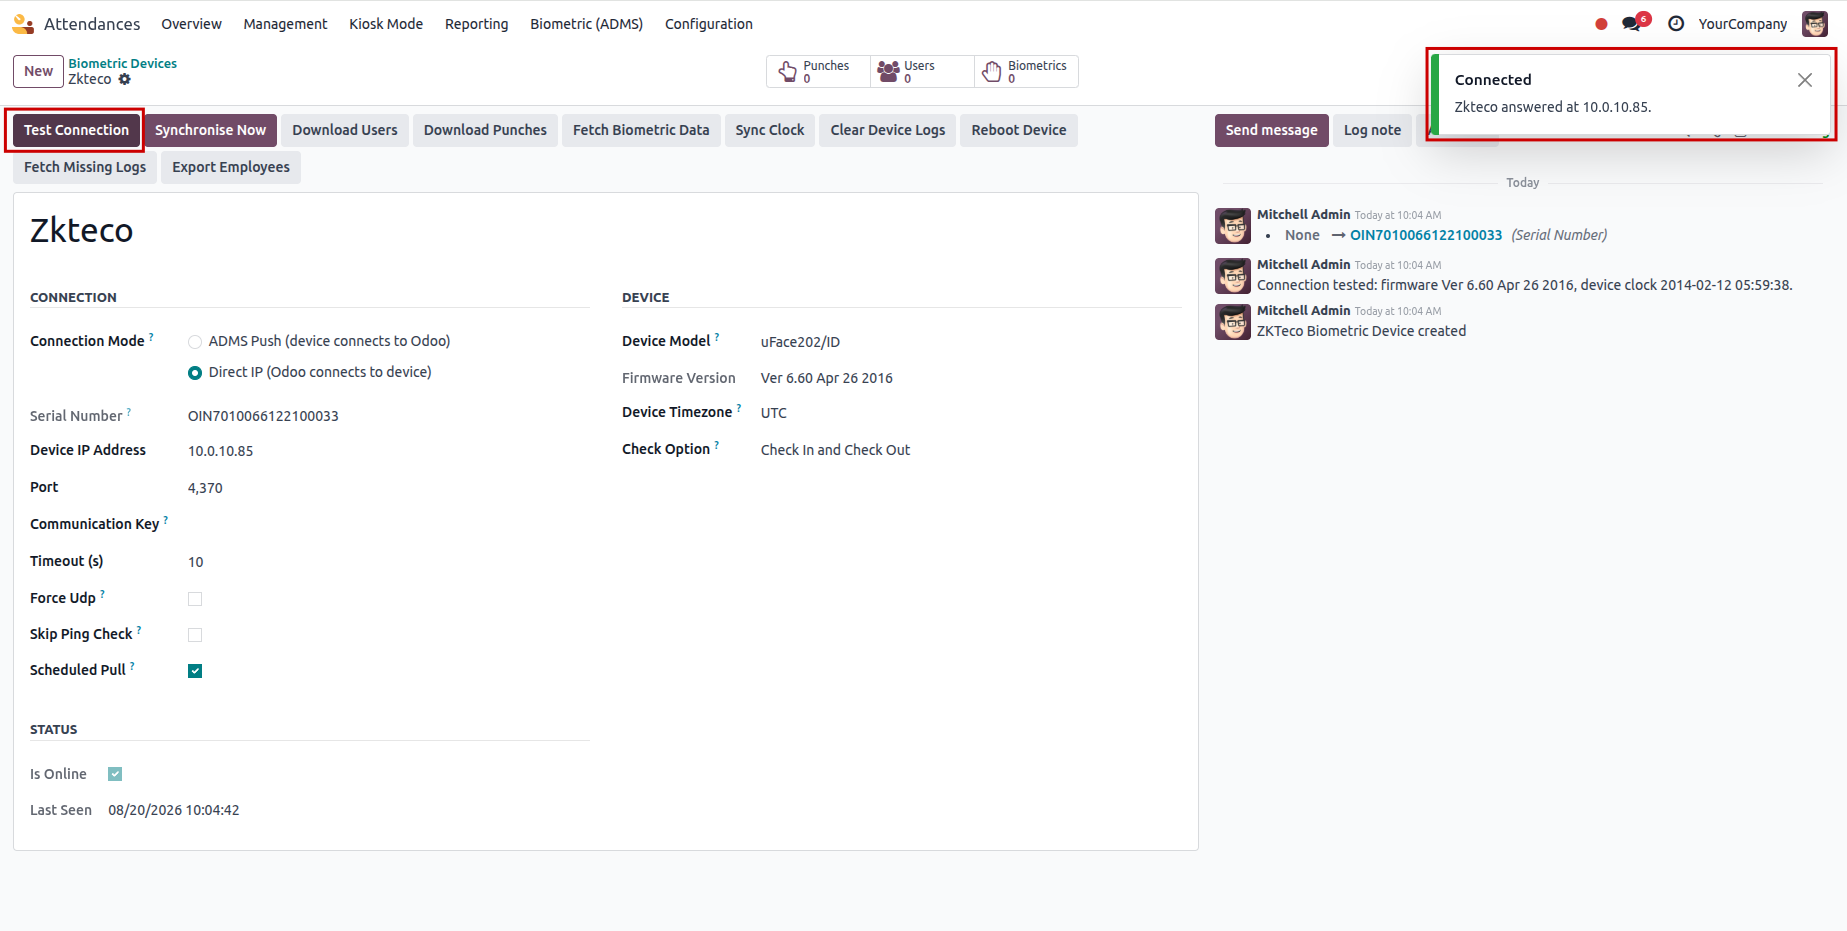 Attendances Overview Management Kiosk Mode Reporting Biometric (ADMS) Configuration 6 YourCompany
New
Biometric Devices
Zkteco
Punches
0
Users
0
Biometrics
0
Connected
Zkteco answered at 10.0.10.85.
Test Connection Synchronise Now Download Users Download Punches Fetch Biometric Data Sync Clock Clear Device Logs Reboot Device
Fetch Missing Logs Export Employees
Send message Log note
Zkteco
CONNECTION
Connection Mode ? ADMS Push (device connects to Odoo)
Direct IP (Odoo connects to device)
Serial Number ? OIN7010066122100033
Device IP Address 10.0.10.85
Port 4,370
Communication Key ?
Timeout (s) 10
Force Udp ?
Skip Ping Check ?
Scheduled Pull ?
DEVICE
Device Model ? uFace202/ID
Firmware Version Ver 6.60 Apr 26 2016
Device Timezone ? UTC
Check Option ? Check In and Check Out
STATUS
Is Online
Last Seen 08/20/2026 10:04:42
Today
Mitchell Admin Today at 10:04 AM
• None → OIN7010066122100033 (Serial Number)
Mitchell Admin Today at 10:04 AM
Connection tested: firmware Ver 6.60 Apr 26 2016, device clock 2014-02-12 05:59:38.
Mitchell Admin Today at 10:04 AM
ZKTeco Biometric Device created